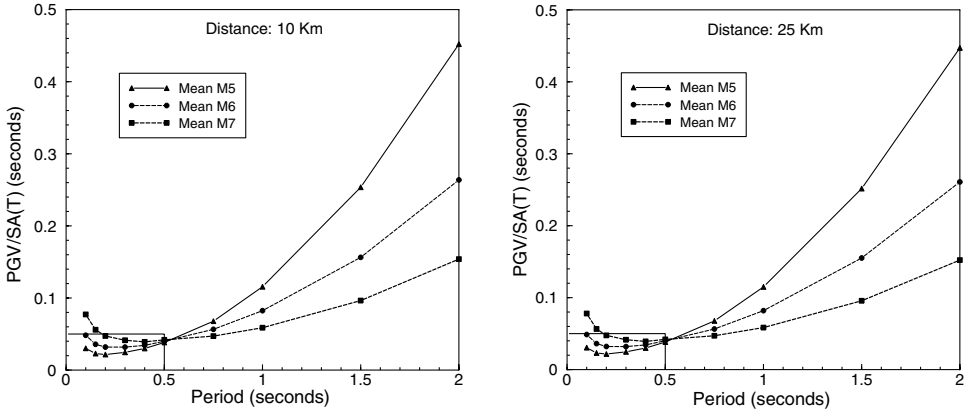 0.5
Distance: 10 Km
Mean M5
Mean M6
Mean M7
0.4
0.3
0.2
0.1
0
PGV/SA(T) (seconds)
0 0.5 1 1.5 2
Period (seconds)
0.5
Distance: 25 Km
Mean M5
Mean M6
Mean M7
0.4
0.3
0.2
0.1
0
PGV/SA(T) (seconds)
0 0.5 1 1.5 2
Period (seconds)